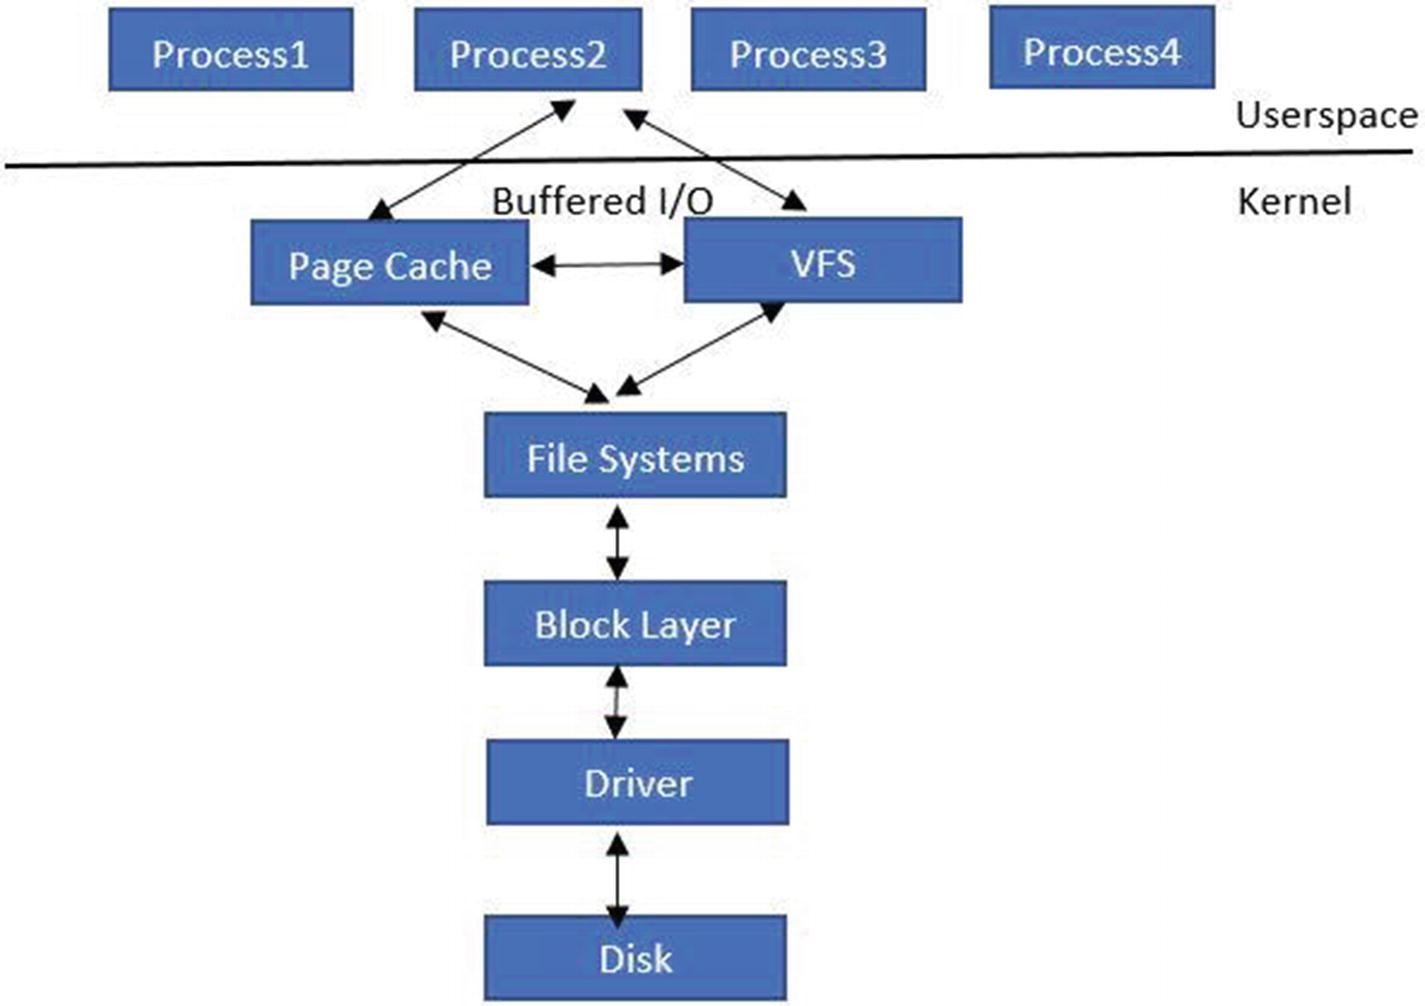 Process1
Process2
Process3
Process4
Userspace
Buffered I/O
Kernel
Page Cache
VFS
File Systems
Block Layer
Driver
Disk